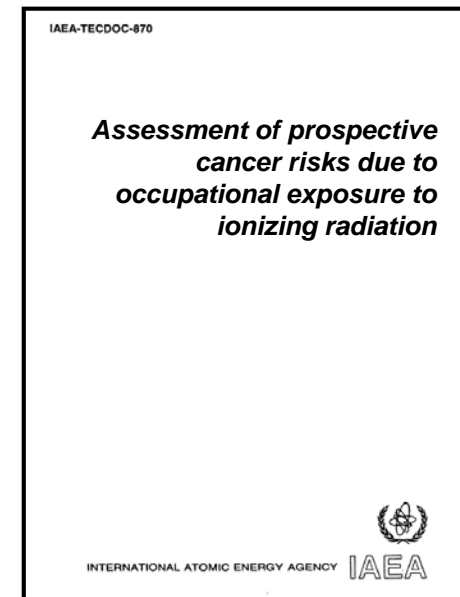 IAEA-TECDOC-870
Assessment of prospective
cancer risks due to
occupational exposure to
ionizing radiation
INTERNATIONAL ATOMIC ENERGY AGENCY IAEA